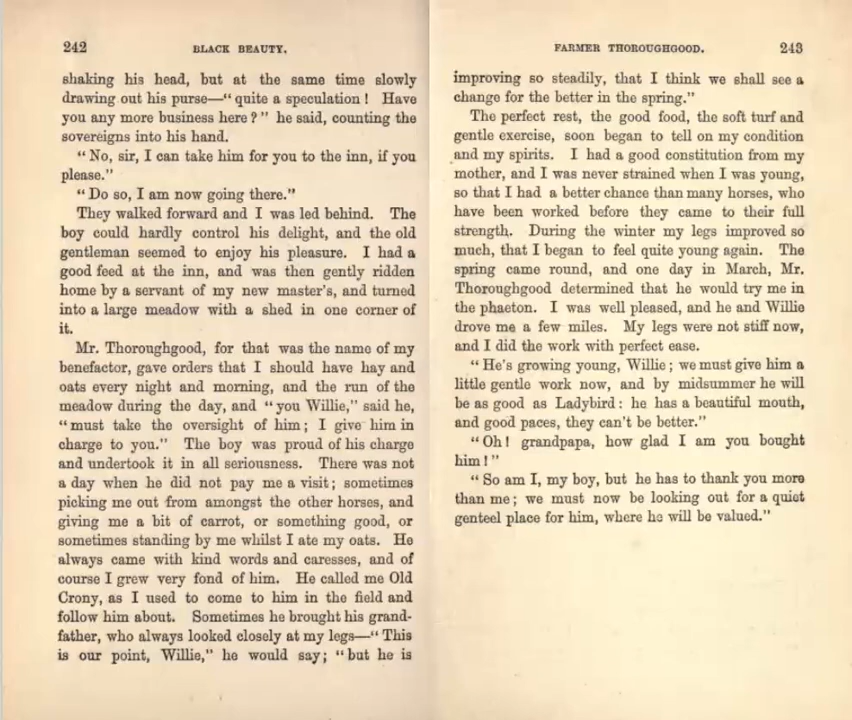 242
BLACK BEAUTY.
shaking his head, but at the same time slowly
drawing out his purse—“ quite a speculation ! Have
you any more business here ? ” he said, counting the
sovereigns into his hand.
“ No, sir, I can take him for you to the inn, if you
please.”
“ Do so, I am now going there.”
They walked forward and I was led behind. The
boy could hardly control his delight, and the old
gentleman seemed to enjoy his pleasure. I had a
good feed at the inn, and was then gently ridden
home by a servant of my new master’s, and turned
into a large meadow with a shed in one corner of
it.
Mr. Thoroughgood, for that was the name of my
benefactor, gave orders that I should have hay and
oats every night and morning, and the run of the
meadow during the day, and “ you Willie,” said he,
“ must take the oversight of him ; I give him in
charge to you.” The boy was proud of his charge
and undertook it in all seriousness. There was not
a day when he did not pay me a visit ; sometimes
picking me out from amongst the other horses, and
giving me a bit of carrot, or something good, or
sometimes standing by me whilst I ate my oats. He
always came with kind words and caresses, and of
course I grew very fond of him. He called me Old
Crony, as I used to come to him in the field and
follow him about. Sometimes he brought his grand-
father, who always looked closely at my legs—“ This
is our point, Willie,” he would say ; “ but he is
FARMER THOROUGHGOOD.
243
improving so steadily, that I think we shall see a
change for the better in the spring.”
The perfect rest, the good food, the soft turf and
gentle exercise, soon began to tell on my condition
and my spirits. I had a good constitution from my
mother, and I was never strained when I was young,
so that I had a better chance than many horses, who
have been worked before they came to their full
strength. During the winter my legs improved so
much, that I began to feel quite young again. The
spring came round, and one day in March, Mr.
Thoroughgood determined that he would try me in
the phaeton. I was well pleased, and he and Willie
drove me a few miles. My legs were not stiff now,
and I did the work with perfect ease.
“ He’s growing young, Willie ; we must give him a
little gentle work now, and by midsummer he will
be as good as Ladybird : he has a beautiful mouth,
and good paces, they can’t be better.”
“ Oh ! grandpapa, how glad I am you bought
him ! ”
“ So am I, my boy, but he has to thank you more
than me ; we must now be looking out for a quiet
genteel place for him, where he will be valued.”